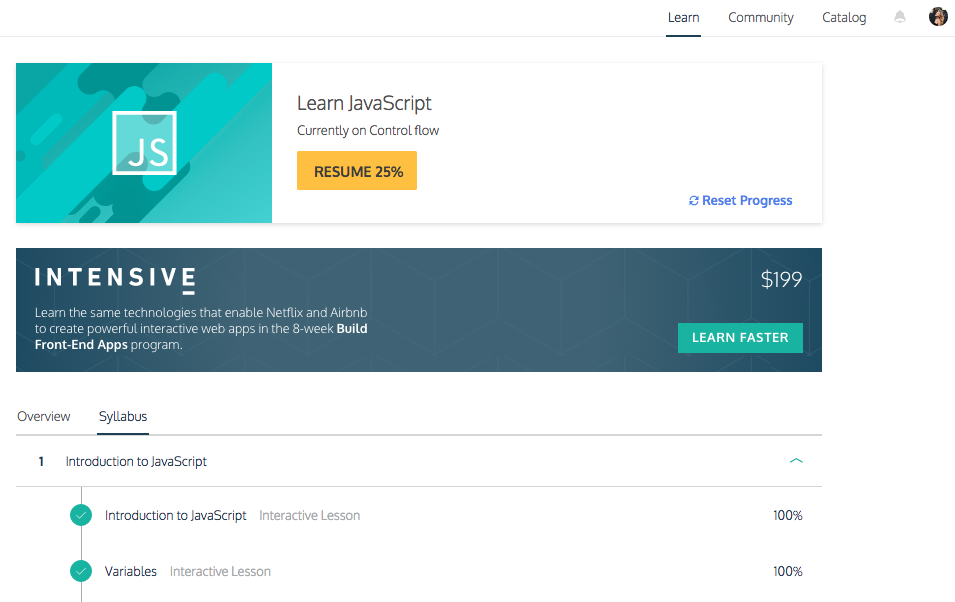 Learn Community Catalog
JS
Learn JavaScript
Currently on Control flow
RESUME 25%
Reset Progress
INTENSIVE
$199
Learn the same technologies that enable Netflix and Airbnb
to create powerful interactive web apps in the 8-week Build
Front-End Apps program.
LEARN FASTER
Overview Syllabus
1 Introduction to JavaScript
Introduction to JavaScript Interactive Lesson 100%
Variables Interactive Lesson 100%